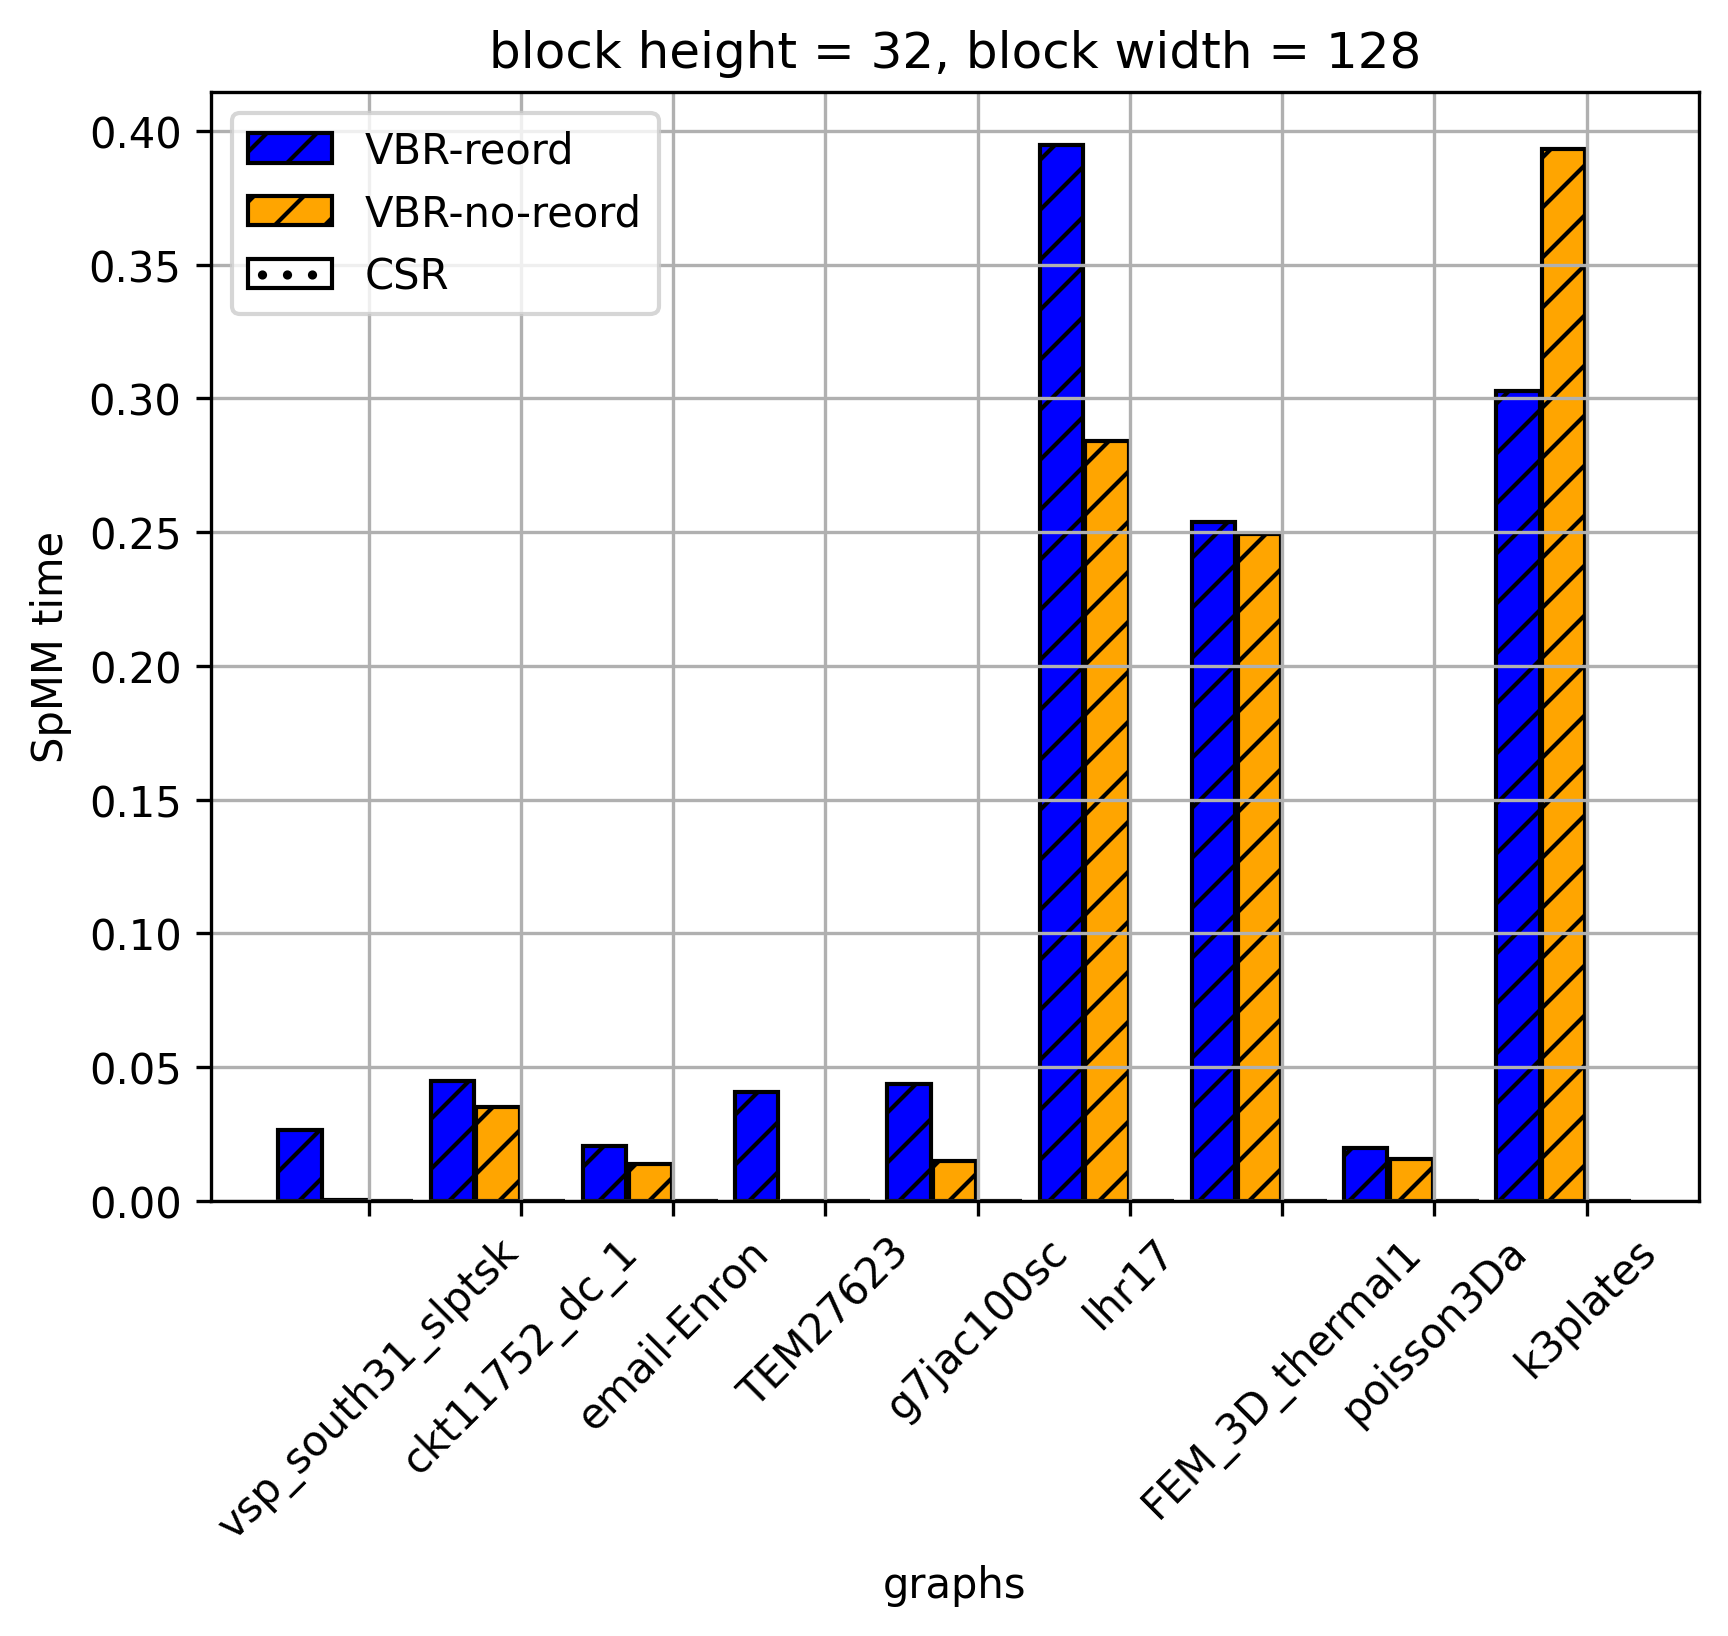 block height = 32, block width = 128
VBR-reord
VBR-no-reord
CSR
0.40
0.35
0.30
0.25
0.20
0.15
0.10
0.05
0.00
SpMM time
vsp_south31_slptsk
ckt11752_dc_1
email-Enron
TEM27623
g7jac100sc
lhr17
FEM_3D_thermal1
poisson3Da
k3plates
graphs